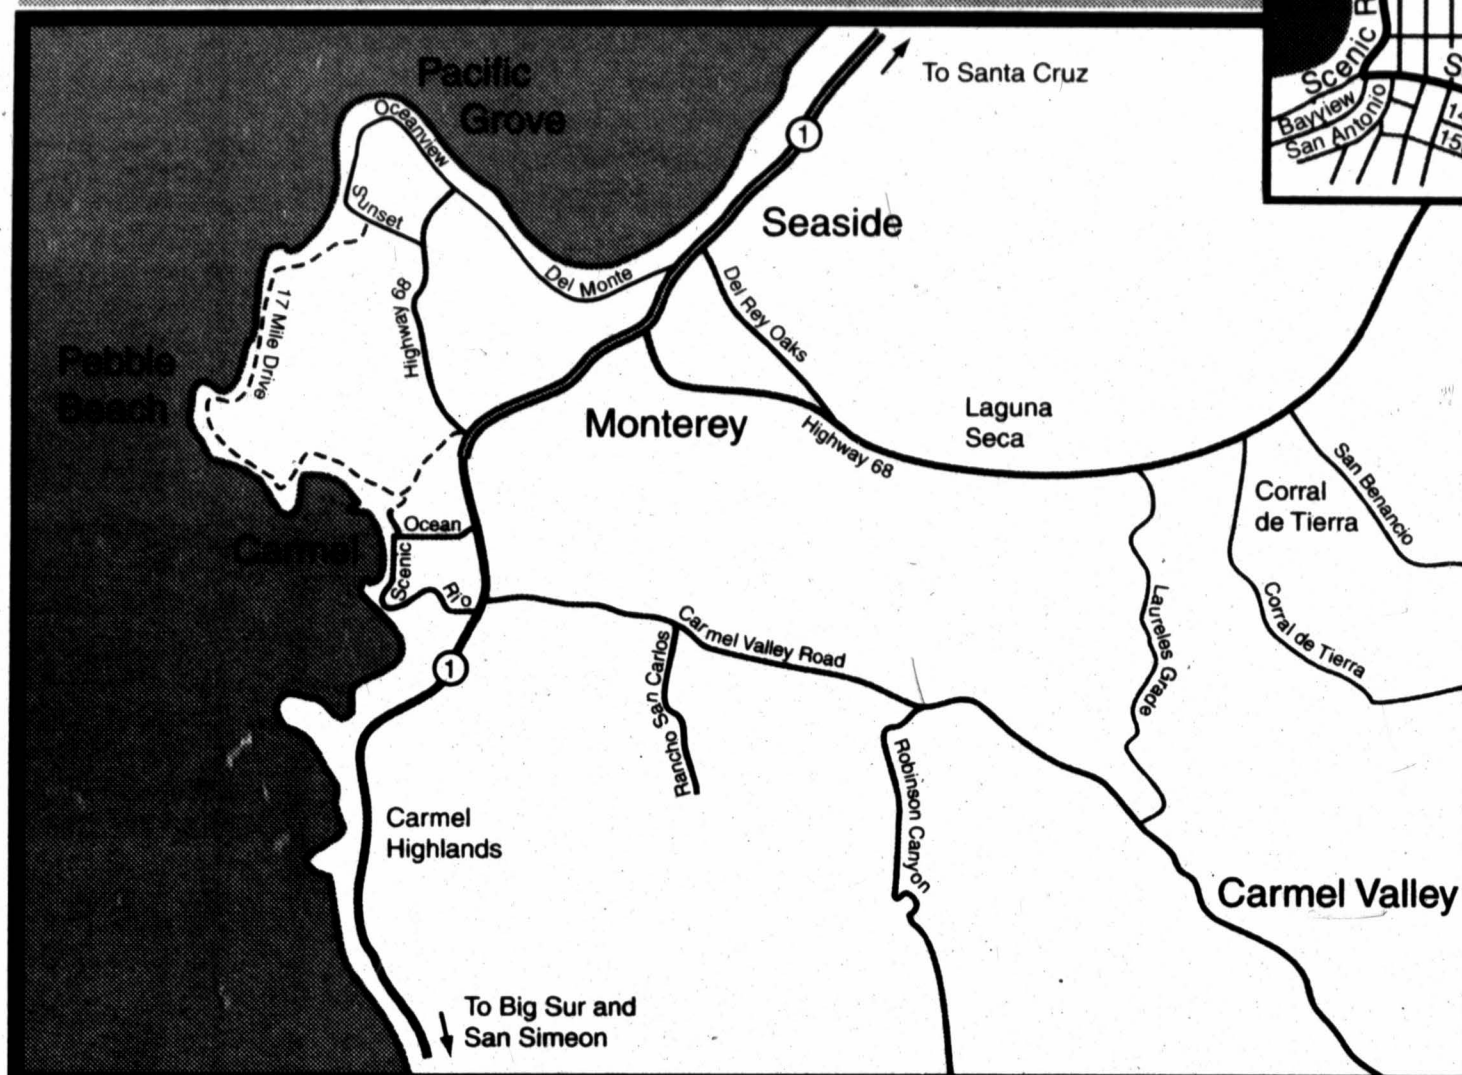 Pacific
Grove
To Santa Cruz
Scenic
Bayview
San Antonio
15
Oceanview
1
Sunset
Seaside
Del Monte
Del Rey Oaks
17 Mile Drive
Highway 68
Pebble
Beach
Monterey
Highway 68
Laguna
Seca
San Benancio
Corral
de Tierra
Ocean
Carmel
Scenic
Rio
Corral de Tierra
Laureles Grade
Carmel Valley Road
Rancho San Carlos
1
Robinson Canyon
Carmel
Highlands
Carmel Valley
To Big Sur and
San Simeon